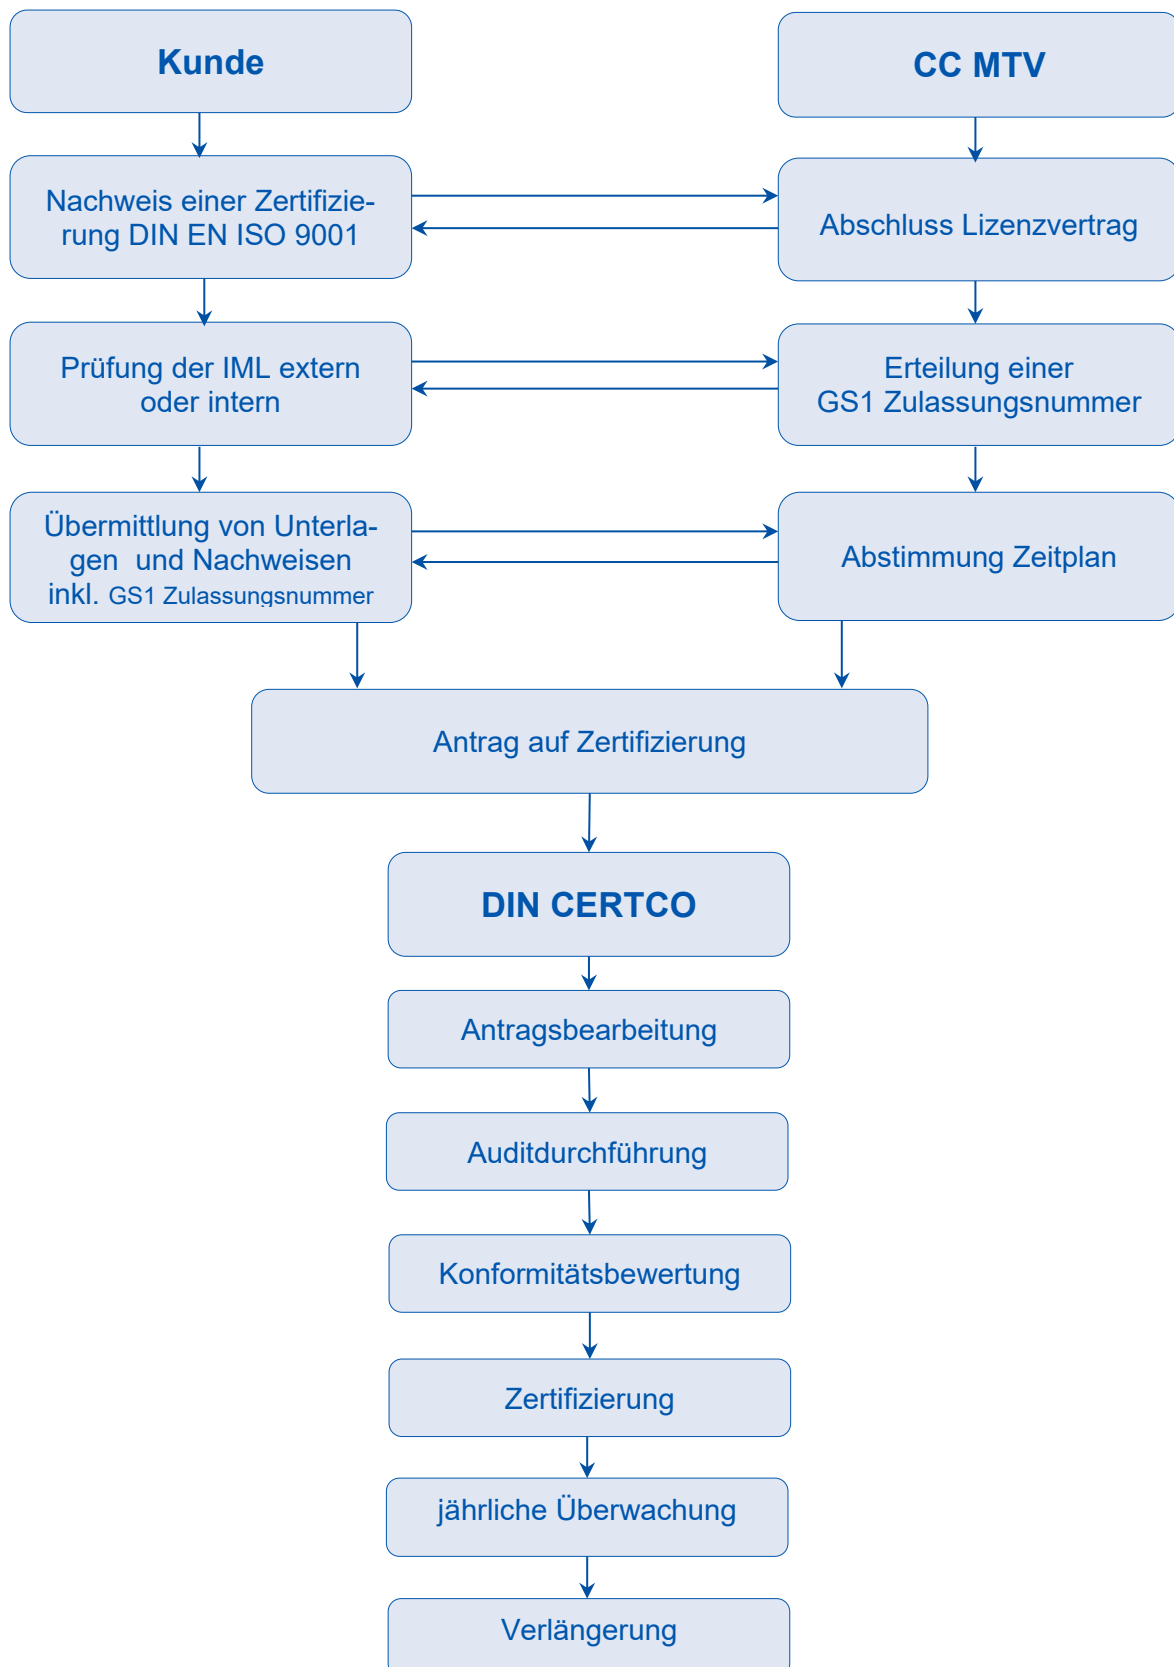 Kunde
CC MTV
Nachweis einer Zertifizie-
rung DIN EN ISO 9001
Abschluss Lizenzvertrag
Prüfung der IML extern
oder intern
Erteilung einer
GS1 Zulassungsnummer
Übermittlung von Unterla-
gen und Nachweisen
inkl. GS1 Zulassungsnummer
Abstimmung Zeitplan
Antrag auf Zertifizierung
DIN CERTCO
Antragsbearbeitung
Auditdurchführung
Konformitätsbewertung
Zertifizierung
jährliche Überwachung
Verlängerung